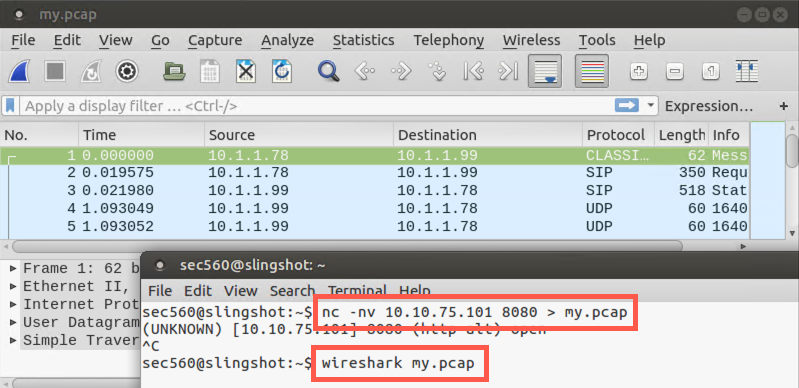 my.pcap
File Edit View Go Capture Analyze Statistics Telephony Wireless Tools Help
Apply a display filter … <Ctrl-/> Expression… +
No. Time Source Destination Protocol Length Info
1 0.000000 10.1.1.78 10.1.1.99 CLASSI… 62 Mess
2 0.019575 10.1.1.78 10.1.1.99 SIP 350 Requ
3 0.021980 10.1.1.99 10.1.1.78 SIP 518 Stat
4 1.093049 10.1.1.99 10.1.1.78 UDP 60 1640
5 1.093052 10.1.1.99 10.1.1.78 UDP 60 1640
Frame 1: 62 b
Ethernet II,
Internet Prot
User Datagram
Simple Traver
sec560@slingshot: ~
File Edit View Search Terminal Help
sec560@slingshot:~$ nc -nv 10.10.75.101 8080 > my.pcap
(UNKNOWN) [10.10.75.101] 8080 (http-alt) open
^C
sec560@slingshot:~$ wireshark my.pcap